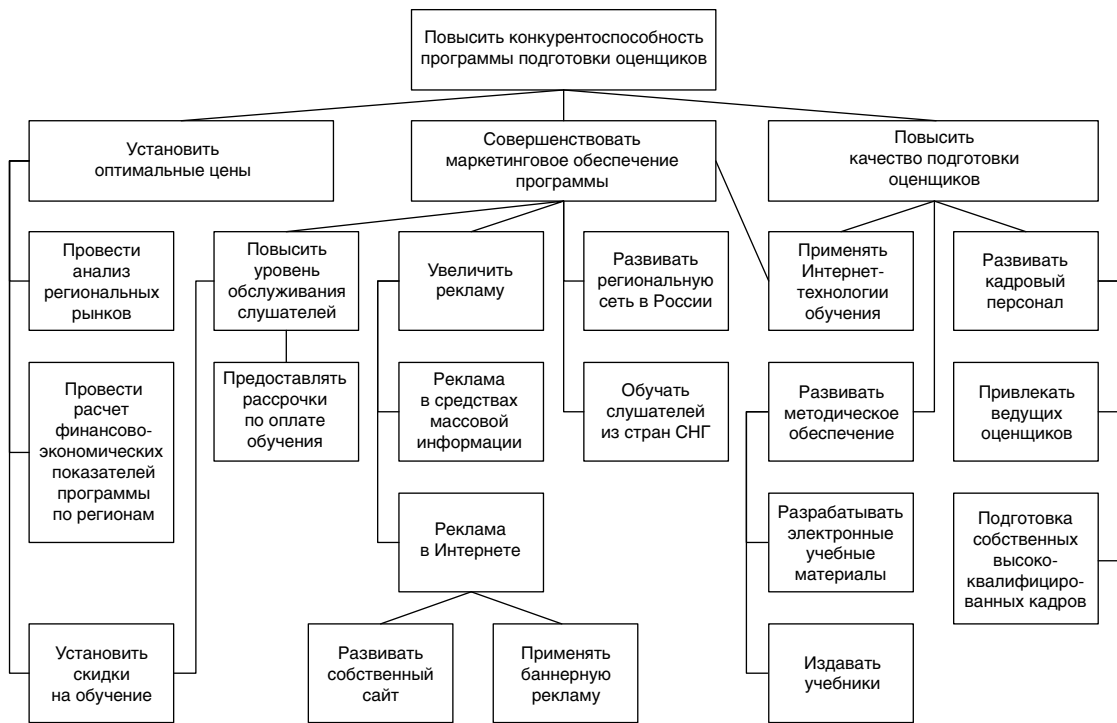 Повысить конкурентоспособность
программы подготовки оценщиков
Установить
оптимальные цены
Совершенствовать
маркетинговое обеспечение
программы
Повысить
качество подготовки
оценщиков
Провести
анализ
региональных
рынков
Повысить
уровень
обслуживания
слушателей
Увеличить
рекламу
Развивать
региональную
сеть в России
Применять
Интернет-
технологии
обучения
Развивать
кадровый
персонал
Провести
расчет
финансово-
экономических
показателей
программы
по регионам
Предоставлять
рассрочки
по оплате
обучения
Реклама
в средствах
массовой
информации
Обучать
слушателей
из стран СНГ
Развивать
методическое
обеспечение
Привлекать
ведущих
оценщиков
Реклама
в Интернете
Разрабатывать
электронные
учебные
материалы
Подготовка
собственных
высоко-
квалифициро-
ванных кадров
Установить
скидки
на обучение
Развивать
собственный
сайт
Применять
баннерную
рекламу
Издавать
учебники